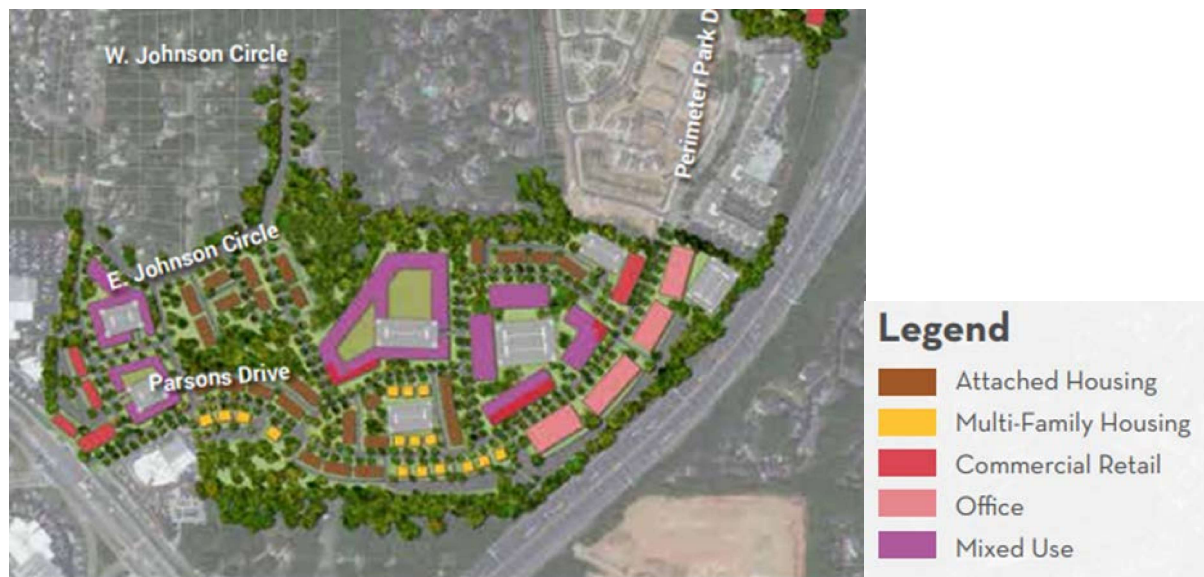 W. Johnson Circle
Perimeter Park D
E. Johnson Circle
Parsons Drive
Legend
Attached Housing
Multi-Family Housing
Commercial Retail
Office
Mixed Use